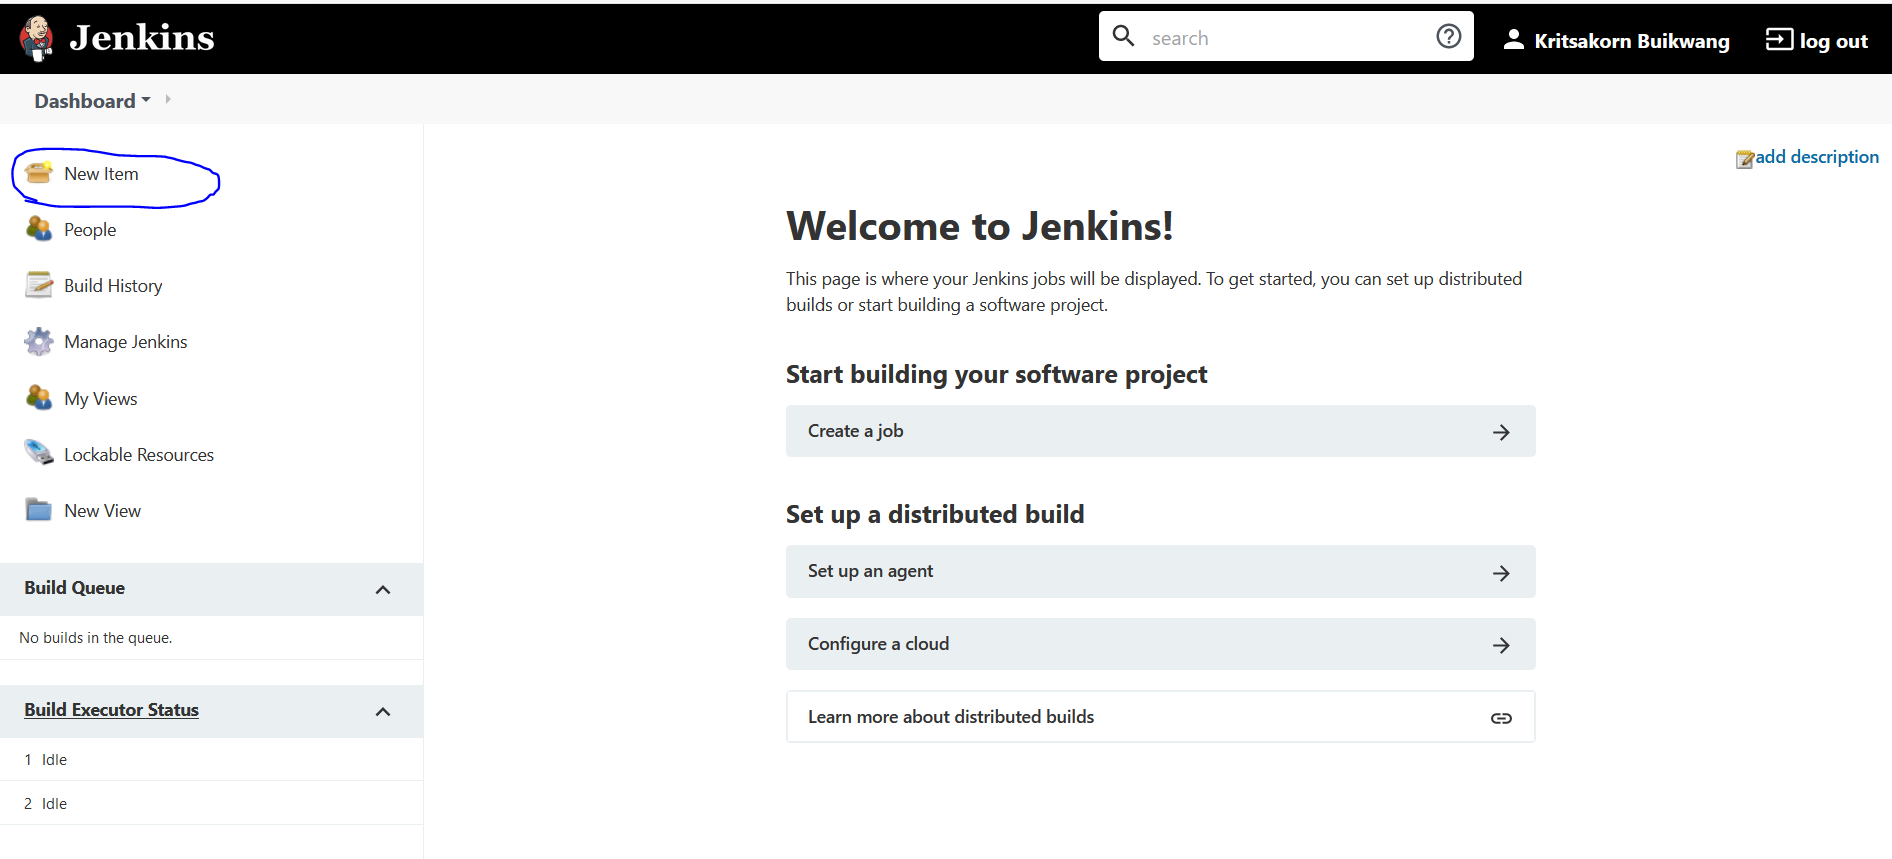 Jenkins
search
Kritsakorn Buikwang
log out
Dashboard
New Item
People
Build History
Manage Jenkins
My Views
Lockable Resources
New View
Build Queue
No builds in the queue.
Build Executor Status
1 Idle
2 Idle
add description
Welcome to Jenkins!
This page is where your Jenkins jobs will be displayed. To get started, you can set up distributed
builds or start building a software project.
Start building your software project
Create a job
Set up a distributed build
Set up an agent
Configure a cloud
Learn more about distributed builds